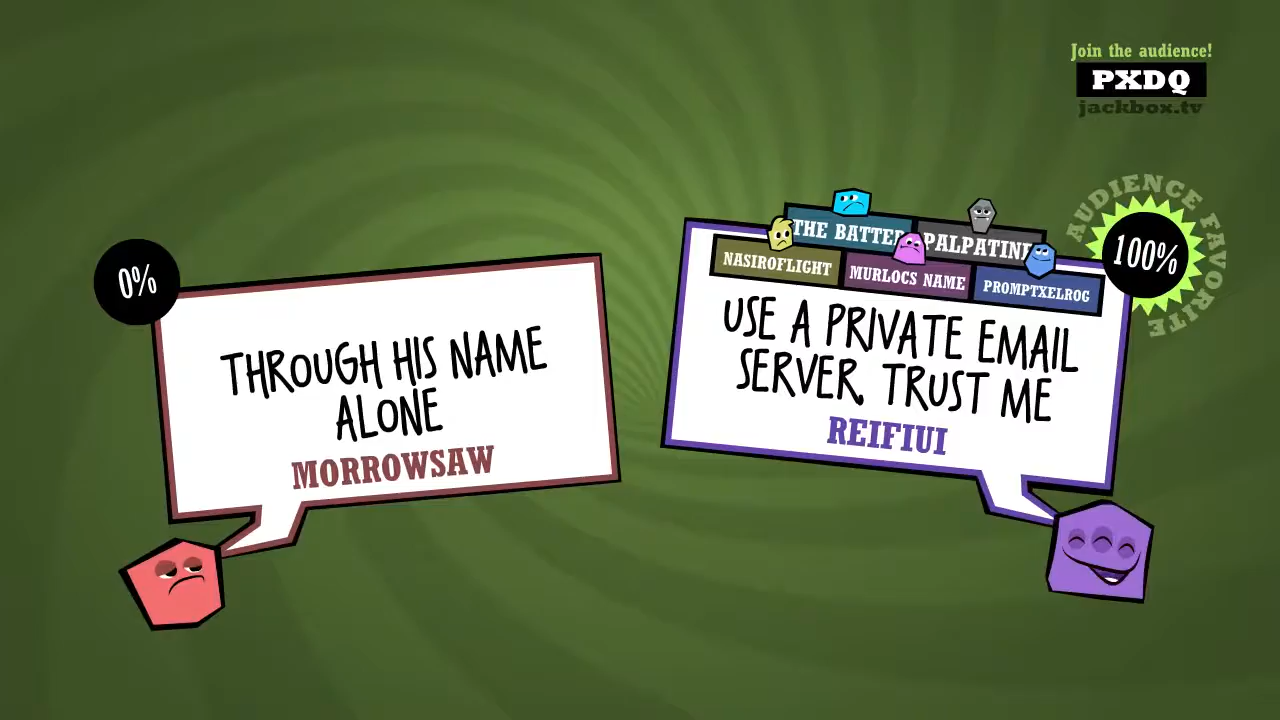 Join the audience!
PXDQ
jackbox.tv
AUDIENCE FAVORITE
0%
100%
THROUGH HIS NAME
ALONE
MORROWSAW
THE BATTER
PALPATINE
NASIROFLIGHT
MURLOCS NAME
PROMPTXELROG
USE A PRIVATE EMAIL
SERVER, TRUST ME
REIFIUI